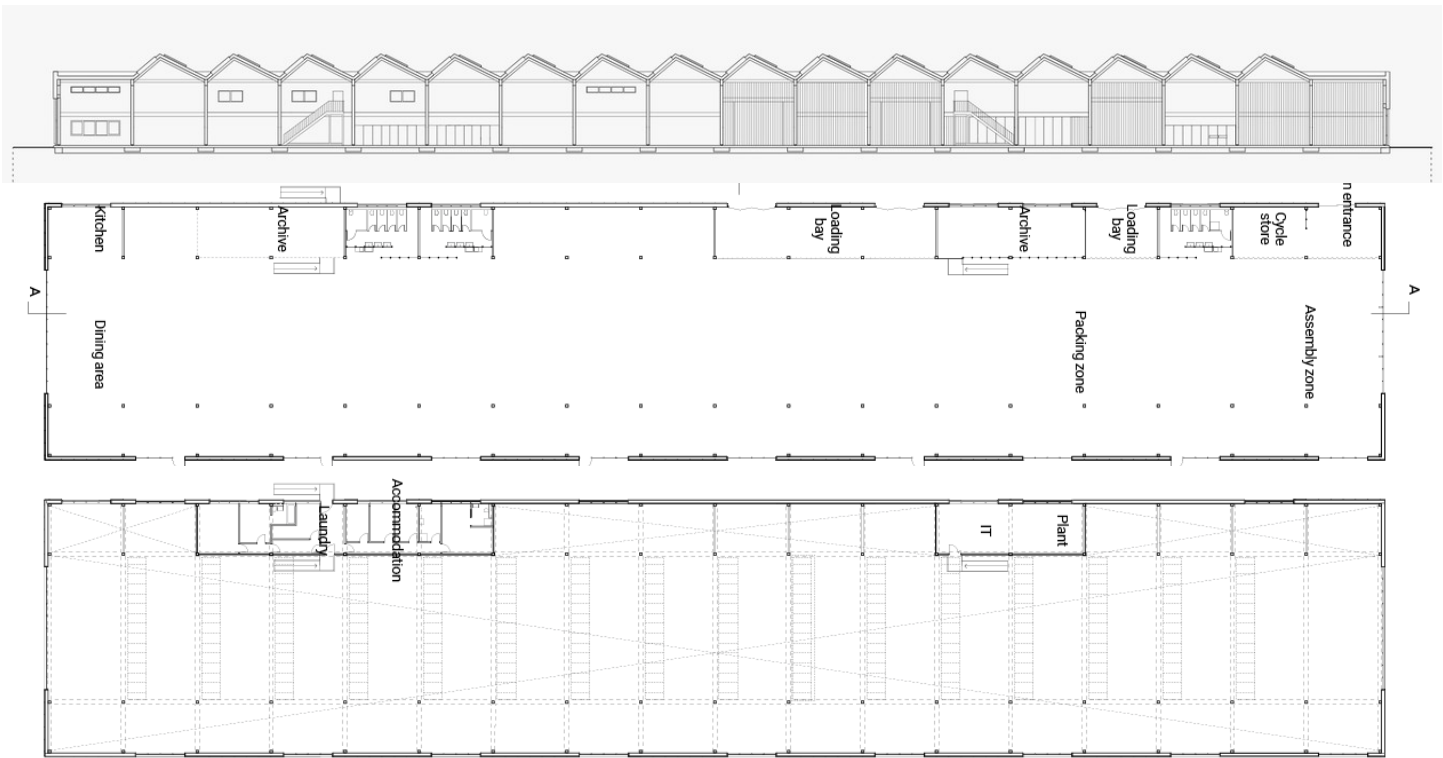 Kitchen
Archive
Loading
bay
Archive
Loading
bay
Cycle
store
n entrance
A
A
Dining area
Packing zone
Assembly zone
Laundry
Accommodation
IT
Plant